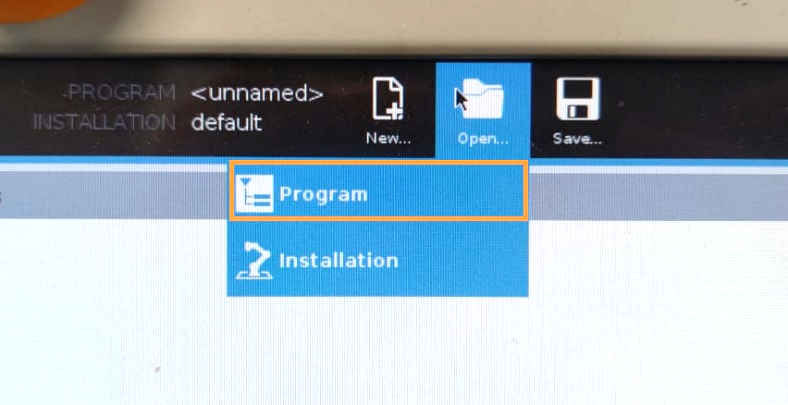 PROGRAM <unnamed>
INSTALLATION default
New... Open... Save...
Program
Installation